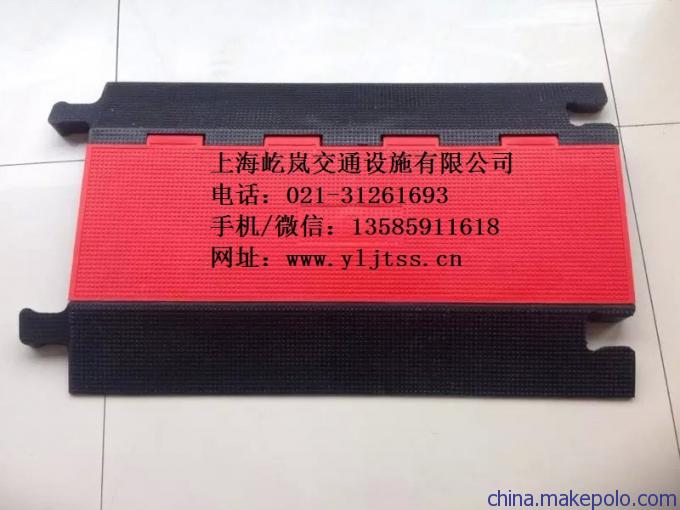 上海屹岚交通设施有限公司
电话：021-31261693
手机/微信：13585911618
网址：www.yljtss.cn
china.makepolo.com